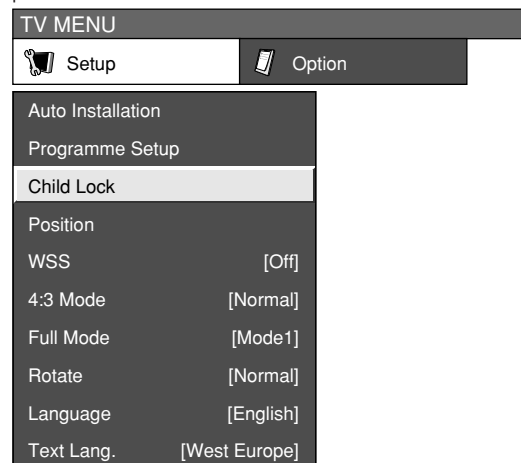 TV MENU
Setup Option
Auto Installation
Programme Setup
Child Lock
Position
WSS [Off]
4:3 Mode [Normal]
Full Mode [Mode1]
Rotate [Normal]
Language [English]
Text Lang. [West Europe]